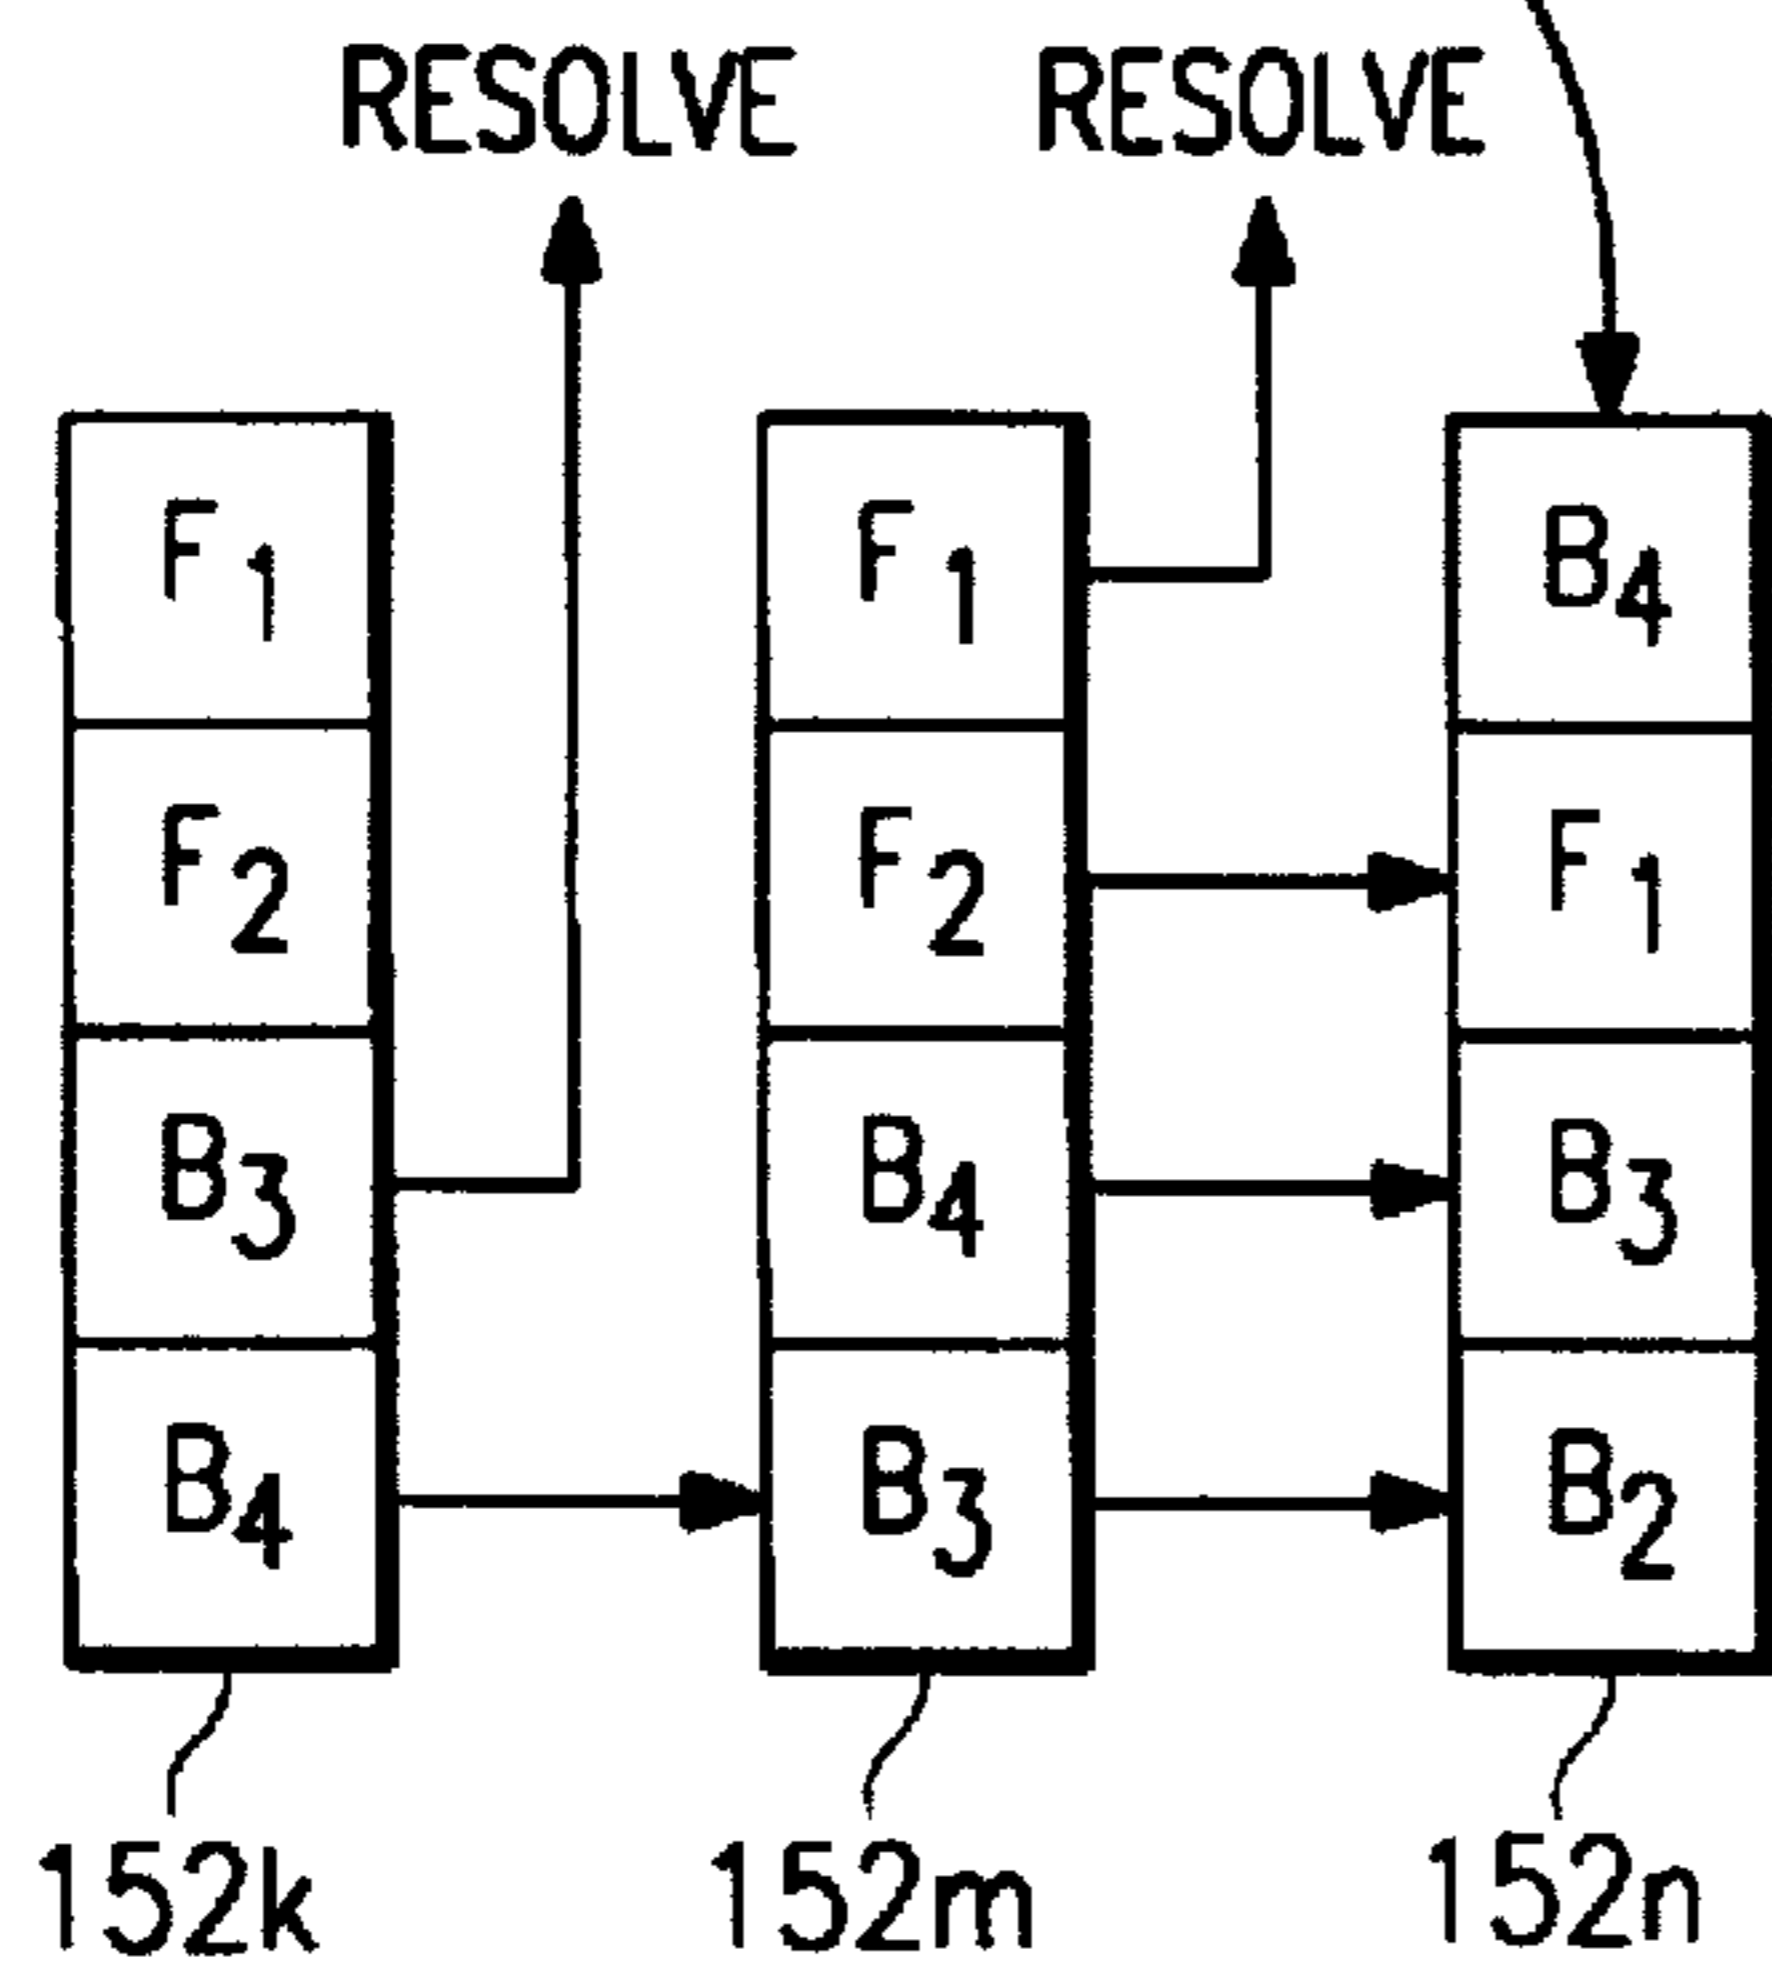 RESOLVE RESOLVE
F1 F1 B4
F2 F2 F1
B3 B4 B3
B4 B3 B2
152k 152m 152n